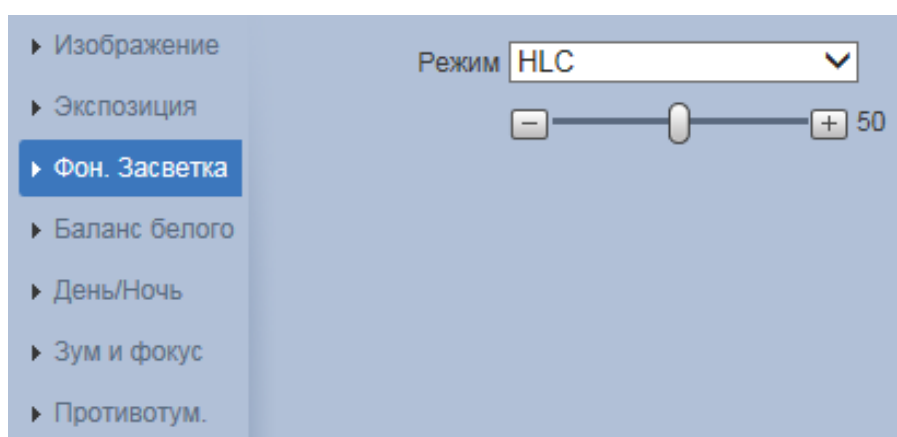 Изображение
Экспозиция
Фон. Засветка
Баланс белого
День/Ночь
Зум и фокус
Противотум.
Режим HLC
50